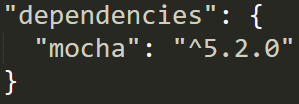 "dependencies": {
  "mocha": "^5.2.0"
}